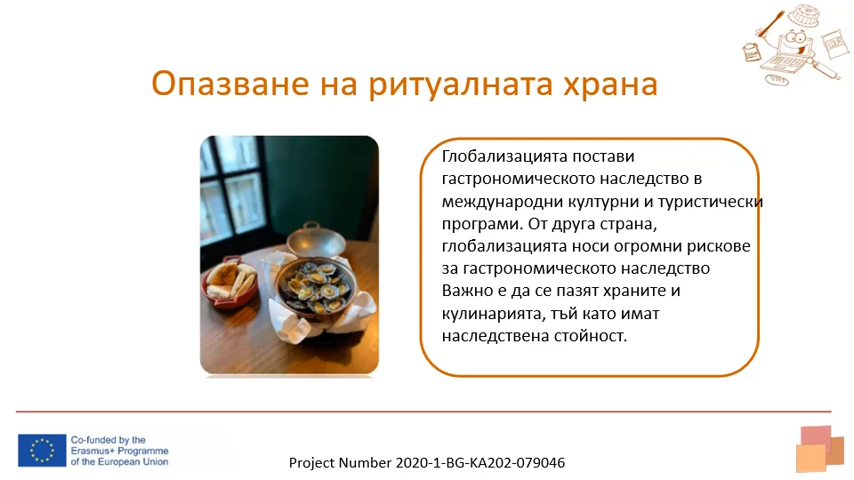 Опазване на ритуалната храна
Глобализацията постави
гастрономическото наследство в
международни културни и туристически
програми. От друга страна,
глобализацията носи огромни рискове
за гастрономическото наследство
Важно е да се пазят храните и
кулинарията, тъй като имат
наследствена стойност.
Co-funded by the
Erasmus+ Programme
of the European Union
Project Number 2020-1-BG-KA202-079046